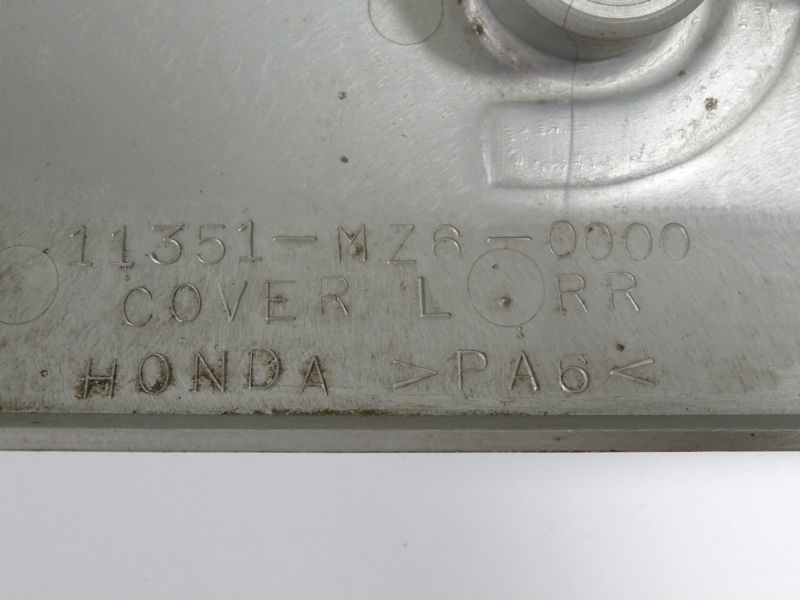 11351-MZ6-0000
COVER L RR
HONDA >PA6<